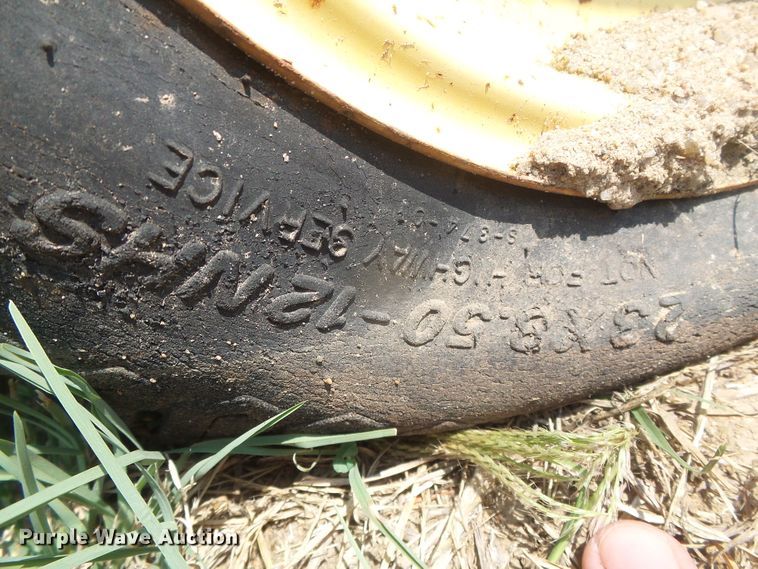 23X8.50-12NHS
NOT FOR HIGHWAY SERVICE
Purple Wave Auction